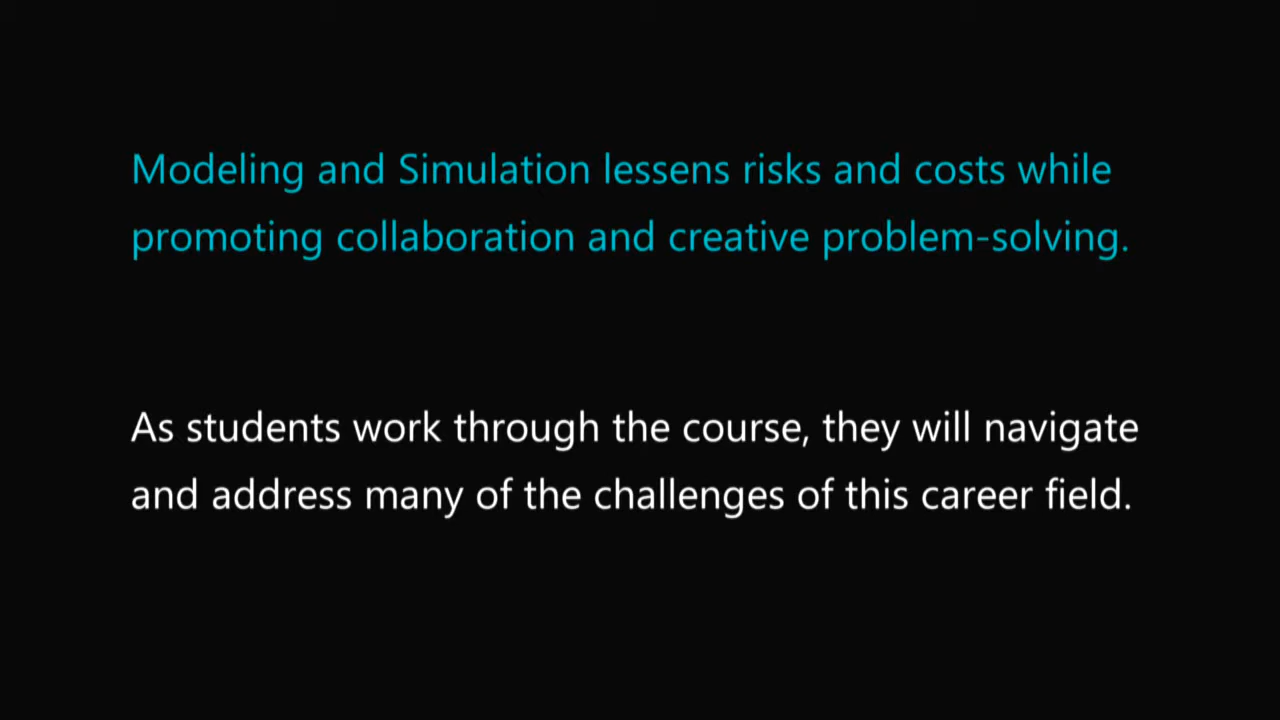 Modeling and Simulation lessens risks and costs while
promoting collaboration and creative problem-solving.
As students work through the course, they will navigate
and address many of the challenges of this career field.